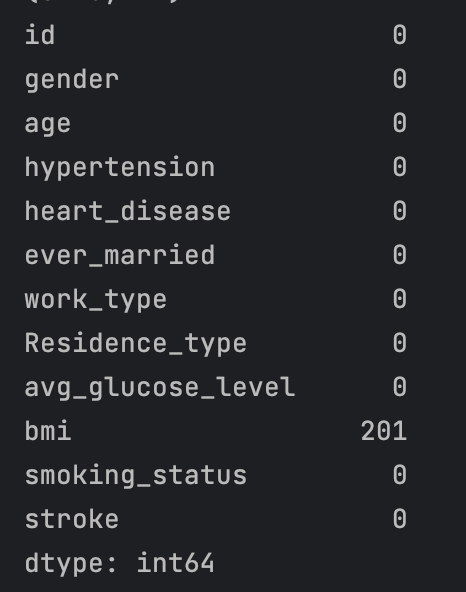 id 0
gender 0
age 0
hypertension 0
heart_disease 0
ever_married 0
work_type 0
Residence_type 0
avg_glucose_level 0
bmi 201
smoking_status 0
stroke 0
dtype: int64